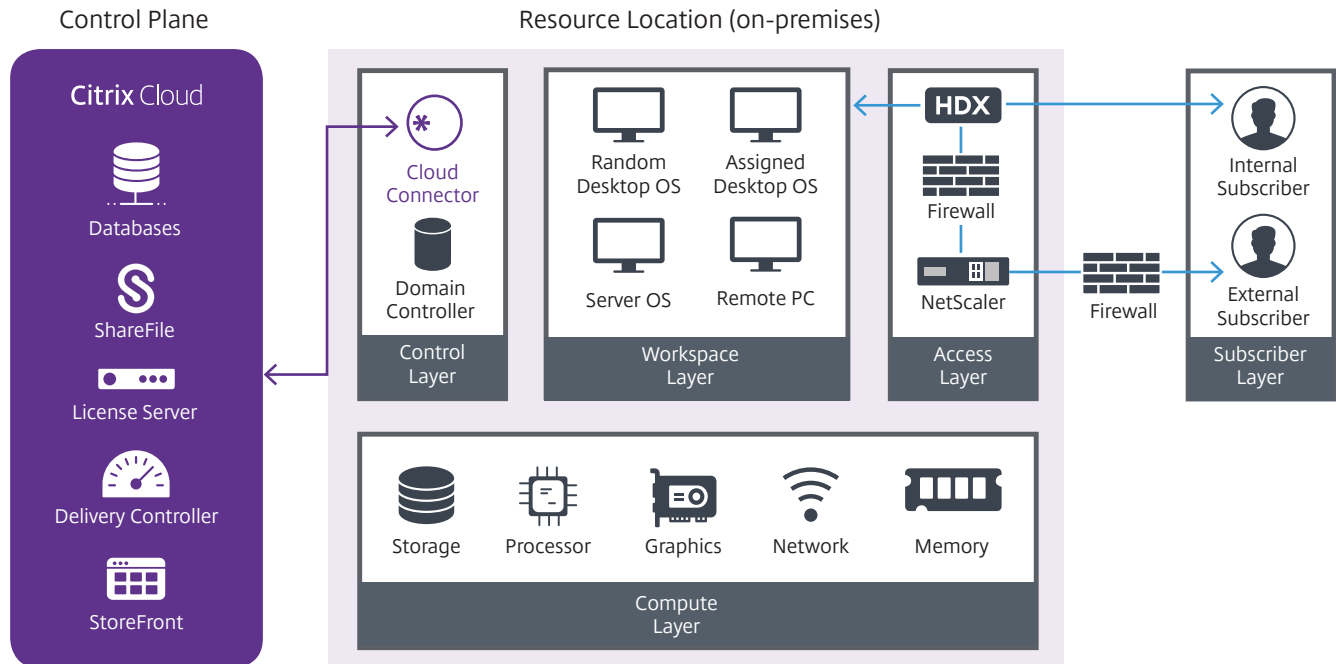 Control Plane
Resource Location (on-premises)
Citrix Cloud
Databases
ShareFile
License Server
Delivery Controller
StoreFront
Cloud
Connector
Domain
Controller
Control
Layer
Random
Desktop OS
Assigned
Desktop OS
Server OS
Remote PC
Workspace
Layer
HDX
Firewall
NetScaler
Access
Layer
Firewall
Internal
Subscriber
External
Subscriber
Subscriber
Layer
Storage
Processor
Graphics
Network
Memory
Compute
Layer